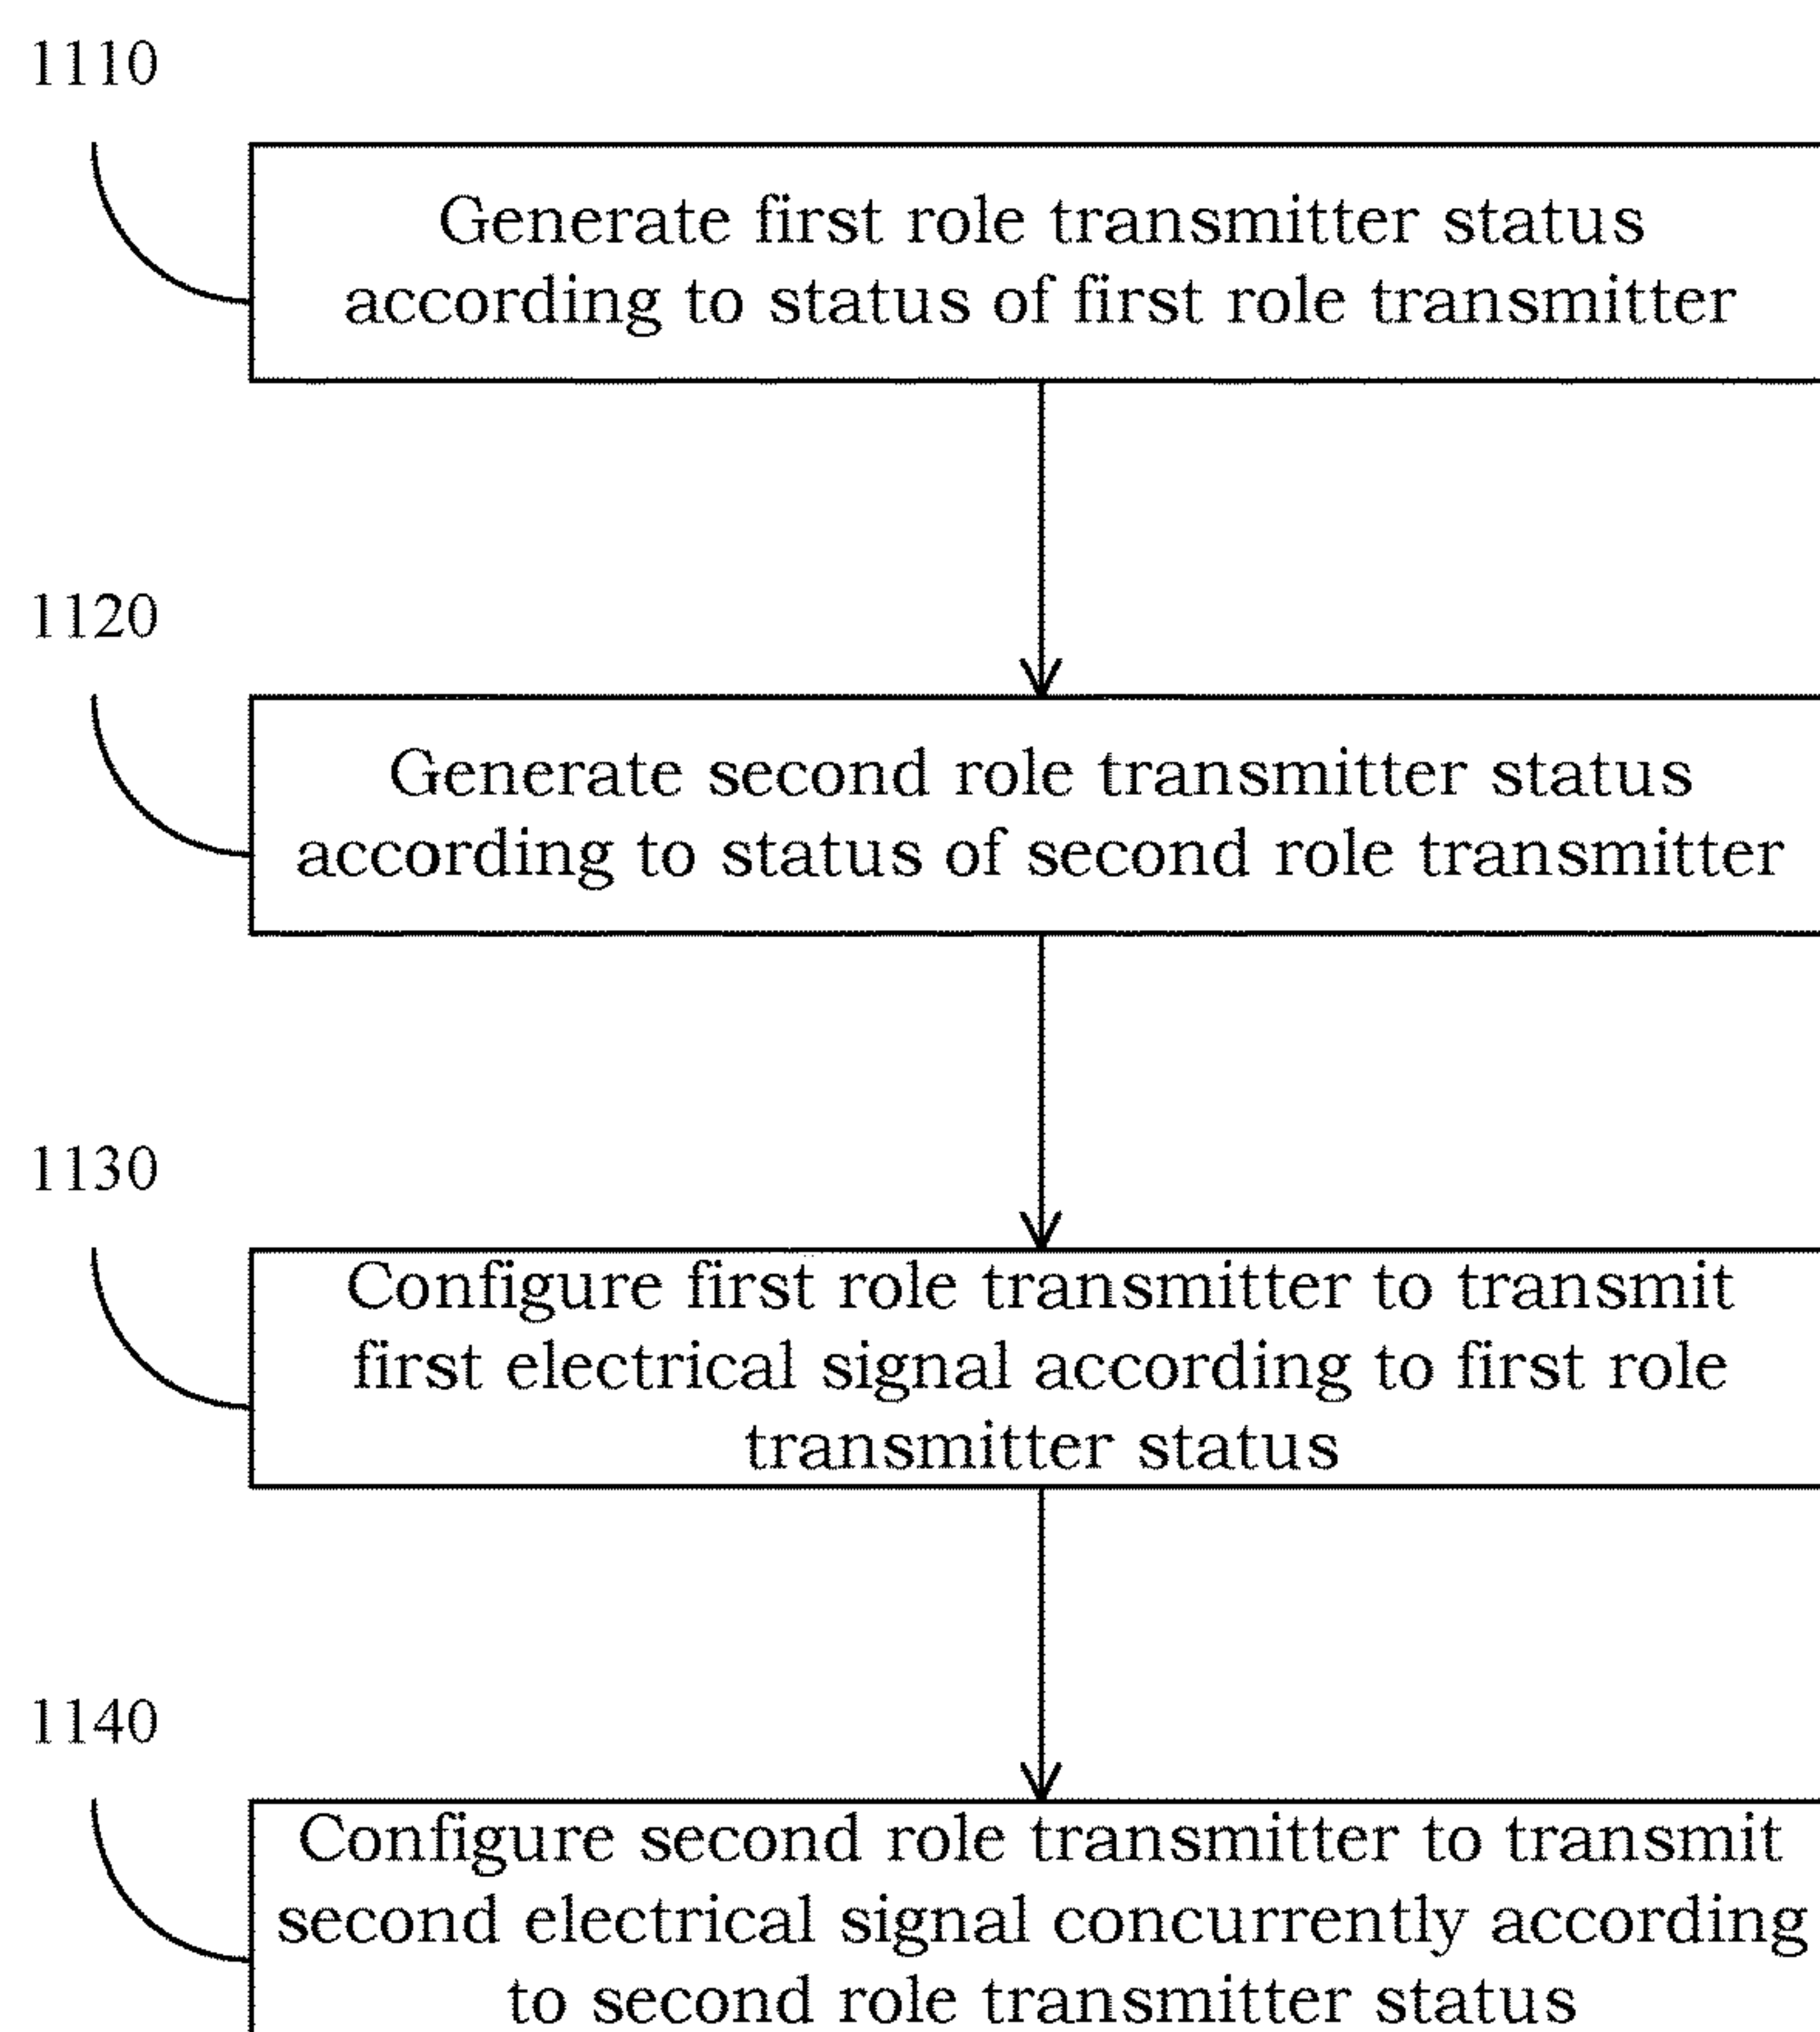 1110
Generate first role transmitter status
according to status of first role transmitter
1120
Generate second role transmitter status
according to status of second role transmitter
1130
Configure first role transmitter to transmit
first electrical signal according to first role
transmitter status
1140
Configure second role transmitter to transmit
second electrical signal concurrently according
to second role transmitter status